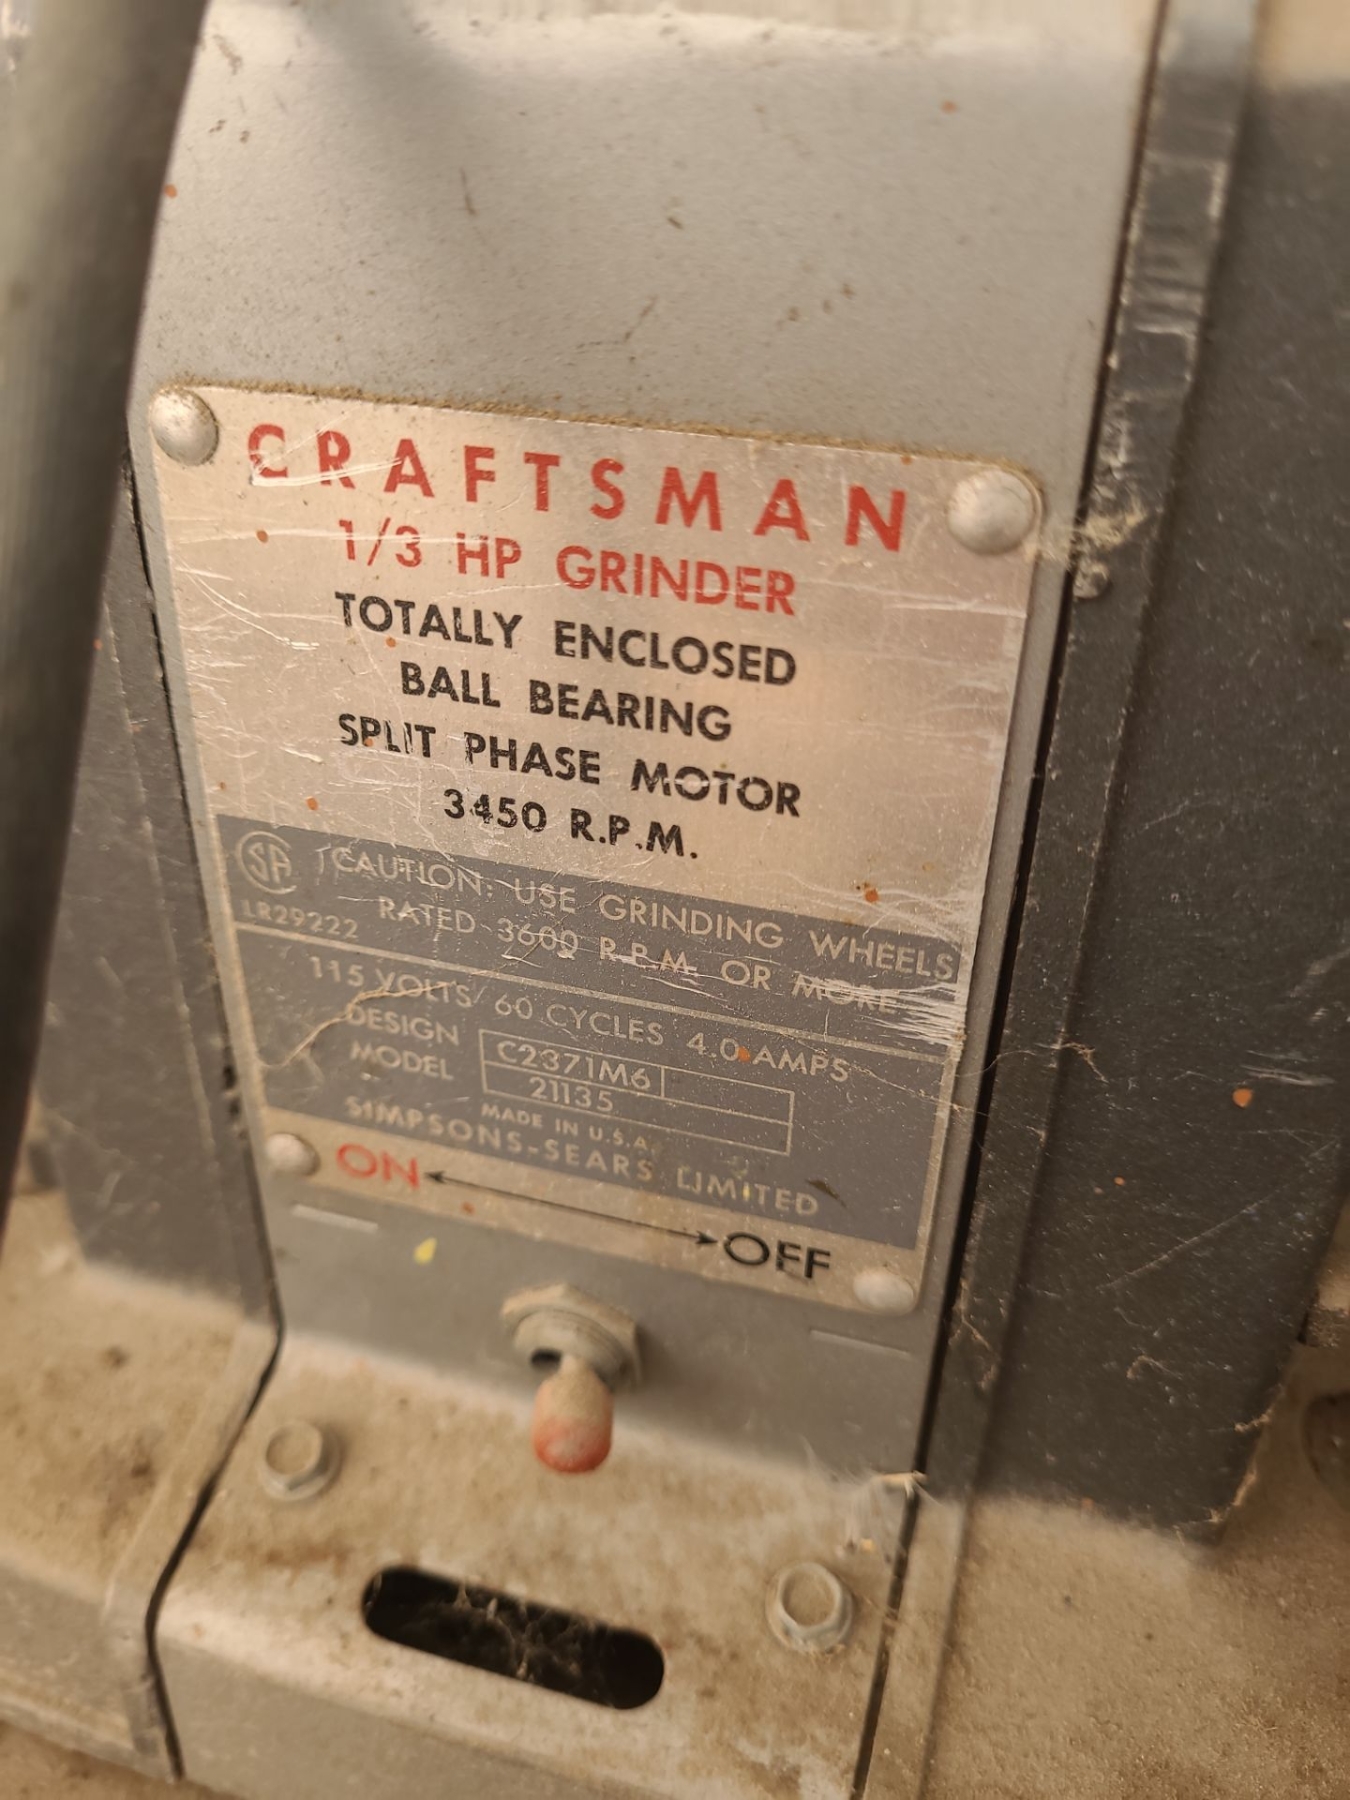 CRAFTSMAN
1/3 HP GRINDER
TOTALLY ENCLOSED
BALL BEARING
SPLIT PHASE MOTOR
3450 R.P.M.
SA CAUTION: USE GRINDING WHEELS
LR29222 RATED 3600 R.P.M. OR MORE
115 VOLTS 60 CYCLES 4.0 AMPS
DESIGN C2371M6
MODEL 21135
MADE IN U.S.A.
SIMPSONS-SEARS LIMITED
ON OFF